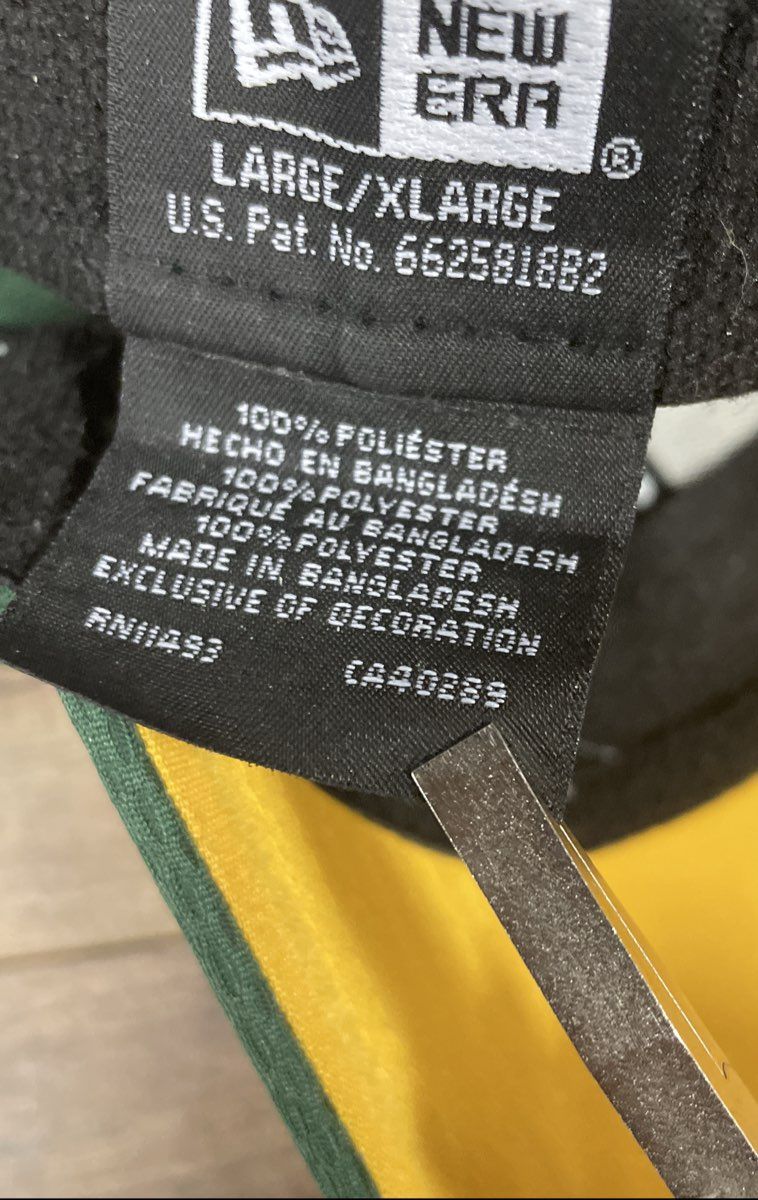 NEW
ERA
®
LARGE/XLARGE
U.S. Pat. No. 6625818B2
100% POLIÉSTER
HECHO EN BANGLADÉSH
100% POLYESTER
FABRIQUÉ AU BANGLADESH
100% POLYESTER
MADE IN BANGLADESH
EXCLUSIVE OF DECORATION
RN11493
CA40289